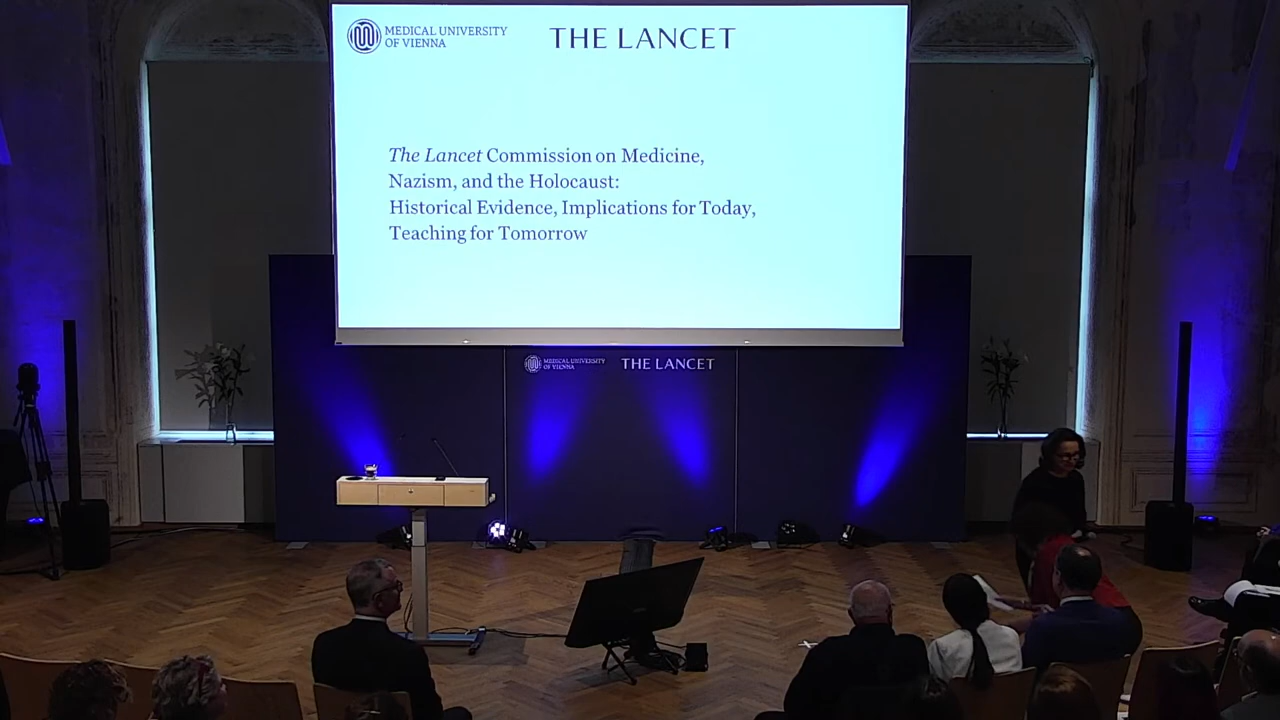 MEDICAL UNIVERSITY
OF VIENNA
THE LANCET
The Lancet Commission on Medicine,
Nazism, and the Holocaust:
Historical Evidence, Implications for Today,
Teaching for Tomorrow
MEDICAL UNIVERSITY
OF VIENNA
THE LANCET